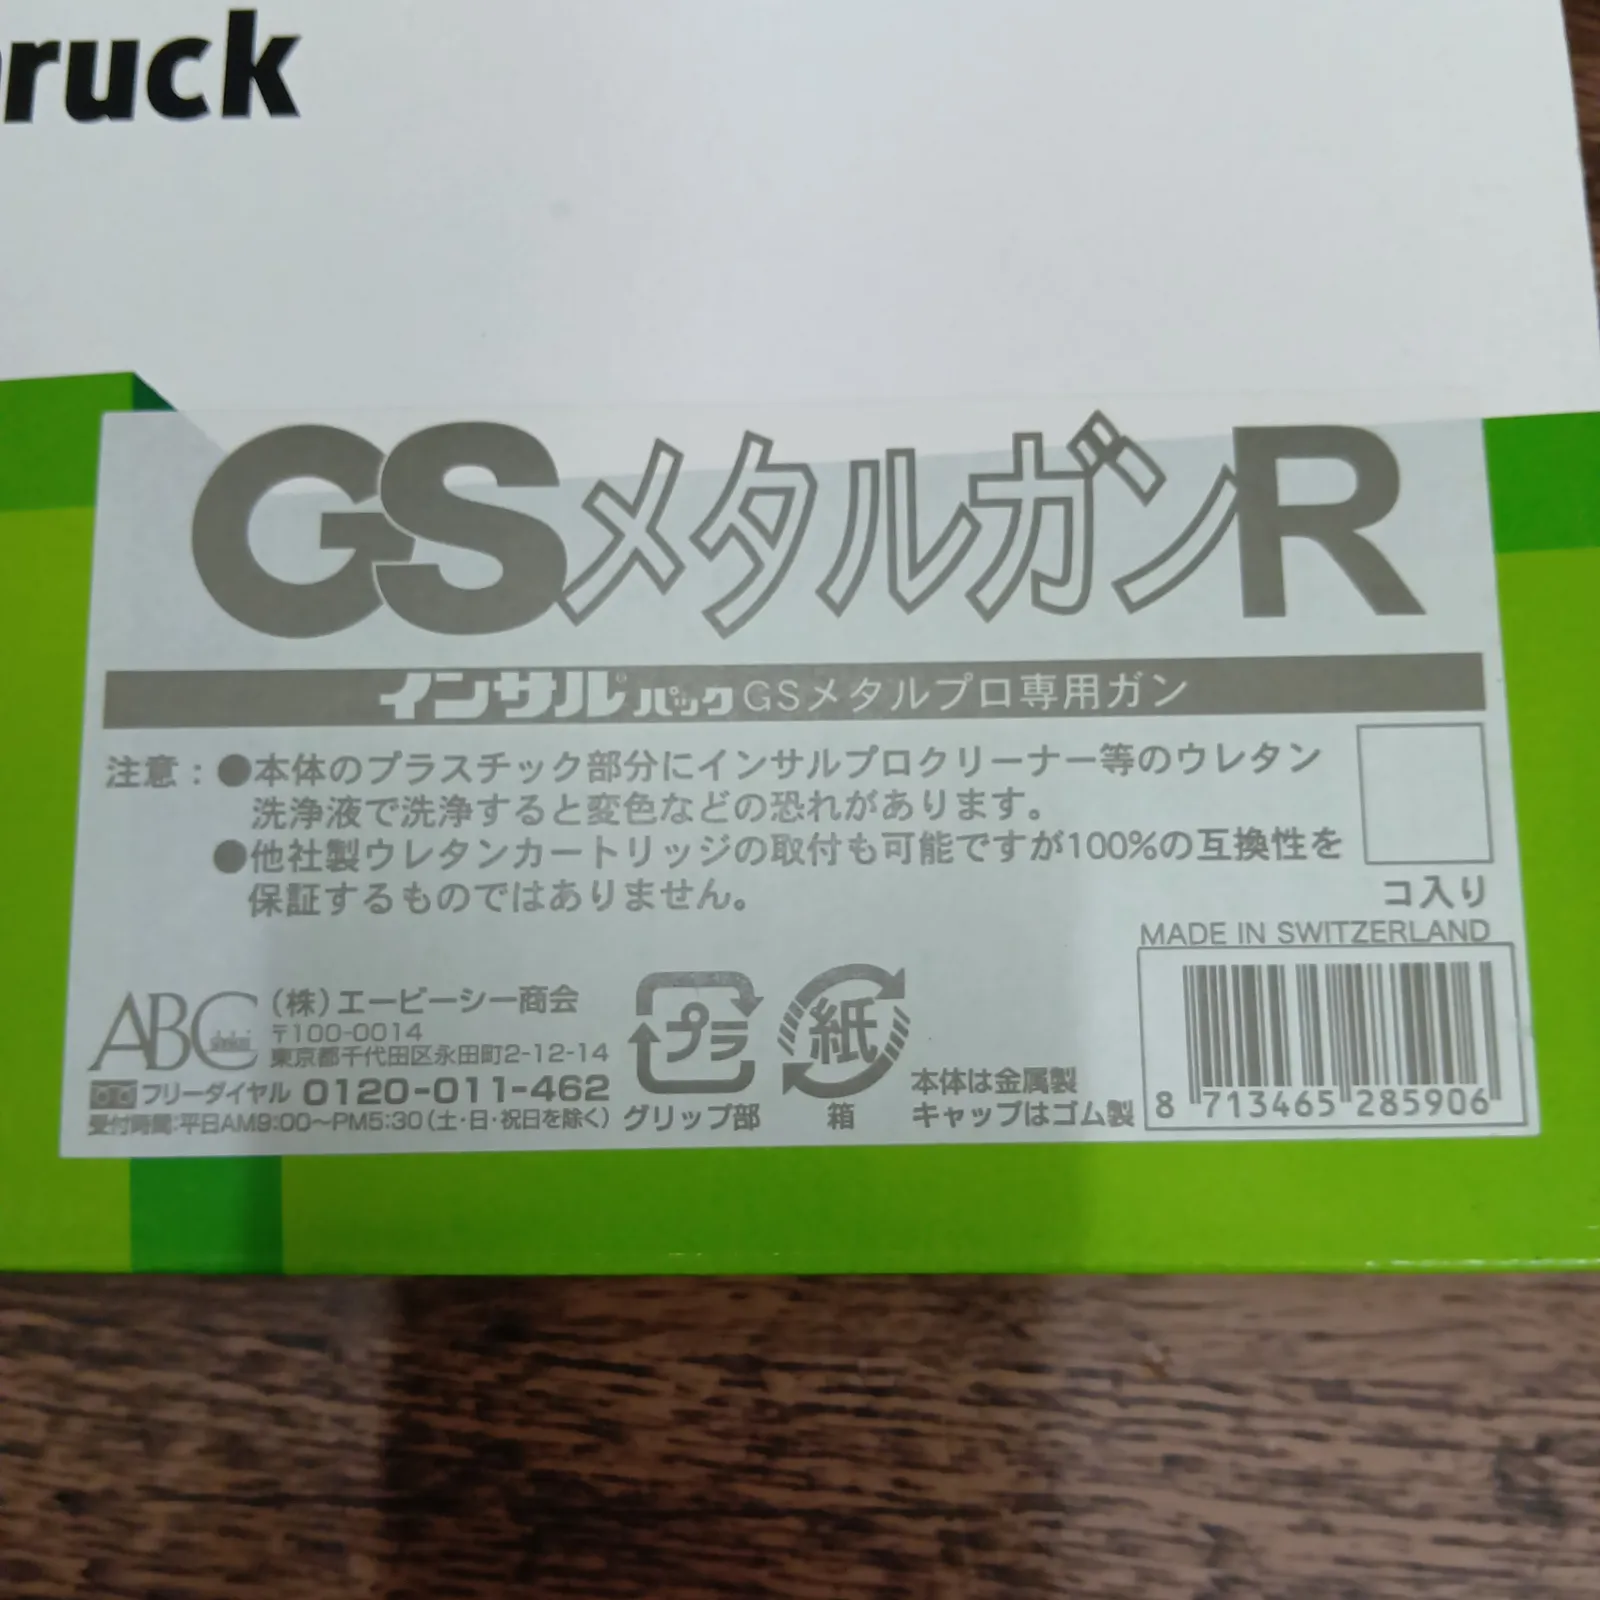 ruck
GSメタルガンR
インサル®パック GSメタルプロ専用ガン
注意：●本体のプラスチック部分にインサルプロクリーナー等のウレタン
洗浄液で洗浄すると変色などの恐れがあります。
●他社製ウレタンカートリッジの取付も可能ですが100%の互換性を
保証するものではありません。
コ入り
MADE IN SWITZERLAND
ABC shokai
（株）エービーシー商会
〒100-0014
東京都千代田区永田町2-12-14
フリーダイヤル 0120-011-462
受付時間：平日AM9:00～PM5:30（土・日・祝日を除く）
プラ
グリップ部
紙
箱
本体は金属製
キャップはゴム製
8 713465 285906